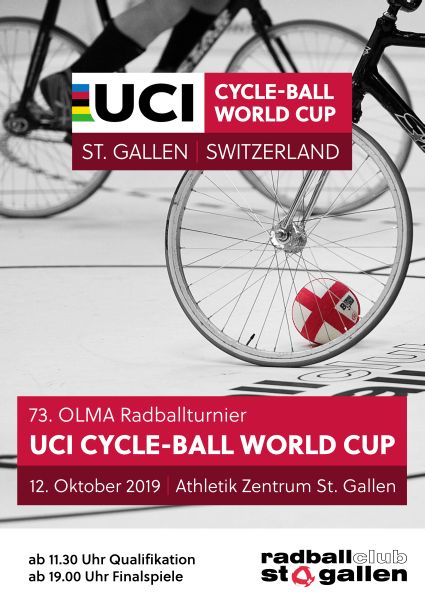 UCI CYCLE-BALL
WORLD CUP
ST. GALLEN | SWITZERLAND
73. OLMA Radballturnier
UCI CYCLE-BALL WORLD CUP
12. Oktober 2019 | Athletik Zentrum St. Gallen
ab 11.30 Uhr Qualifikation
ab 19.00 Uhr Finalspiele
radballclub
st gallen